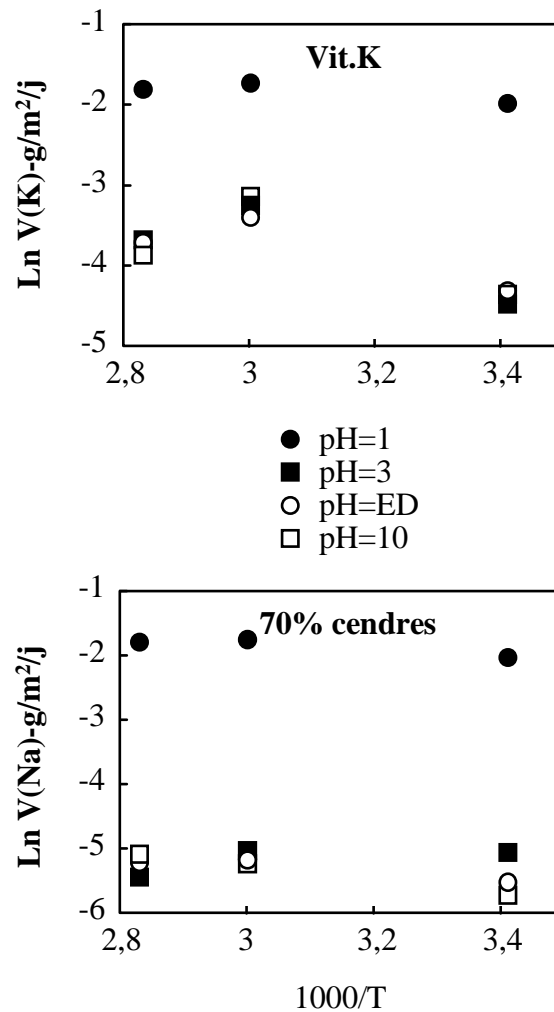 -1
Vit.K
-2
-3
-4
-5
Ln V(K)-g/m²/j
2,8 3 3,2 3,4
pH=1
pH=3
pH=ED
pH=10
-1
70% cendres
-2
-3
-4
-5
-6
Ln V(Na)-g/m²/j
2,8 3 3,2 3,4
1000/T